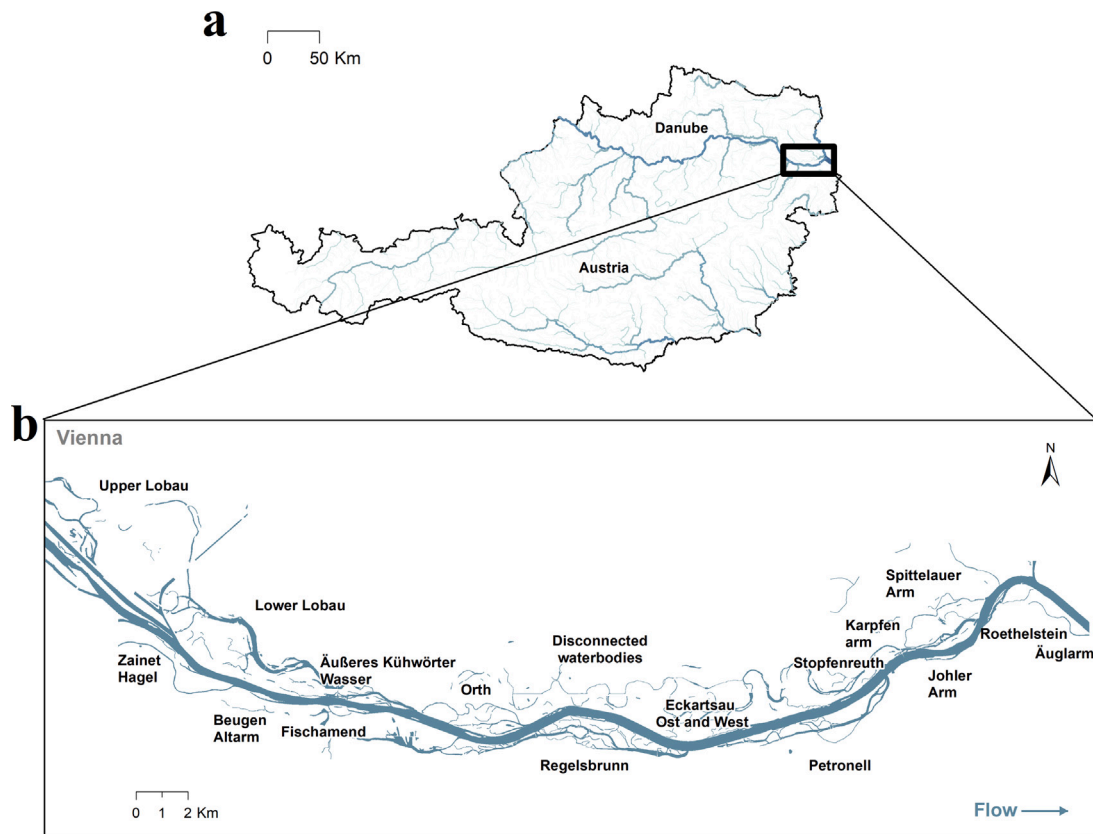 a
0 50 Km
Danube
Austria
b
Vienna
N
Upper Lobau
Spittelauer
Arm
Lower Lobau
Karpfen
arm
Roethelstein
Disconnected
waterbodies
Äuglarm
Zainet
Hagel
Äußeres Kühwörter
Wasser
Stopfenreuth
Johler
Arm
Orth
Eckartsau
Ost and West
Beugen
Altarm
Fischamend
Regelsbrunn
Petronell
0 1 2 Km
Flow